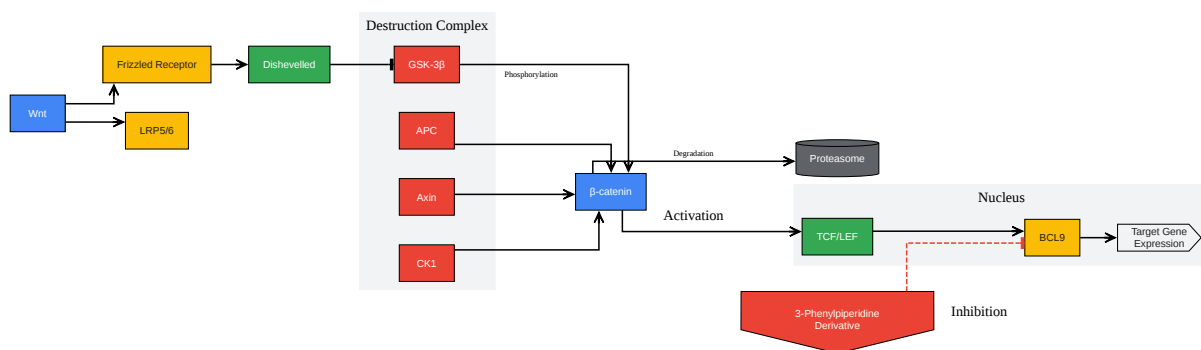 Destruction Complex
Frizzled Receptor
Dishevelled
GSK-3β
Phosphorylation
Wnt
LRP5/6
APC
Degradation
Proteasome
Axin
β-catenin
Activation
Nucleus
TCF/LEF
BCL9
Target Gene
Expression
CK1
3-Phenylpiperidine
Derivative
Inhibition